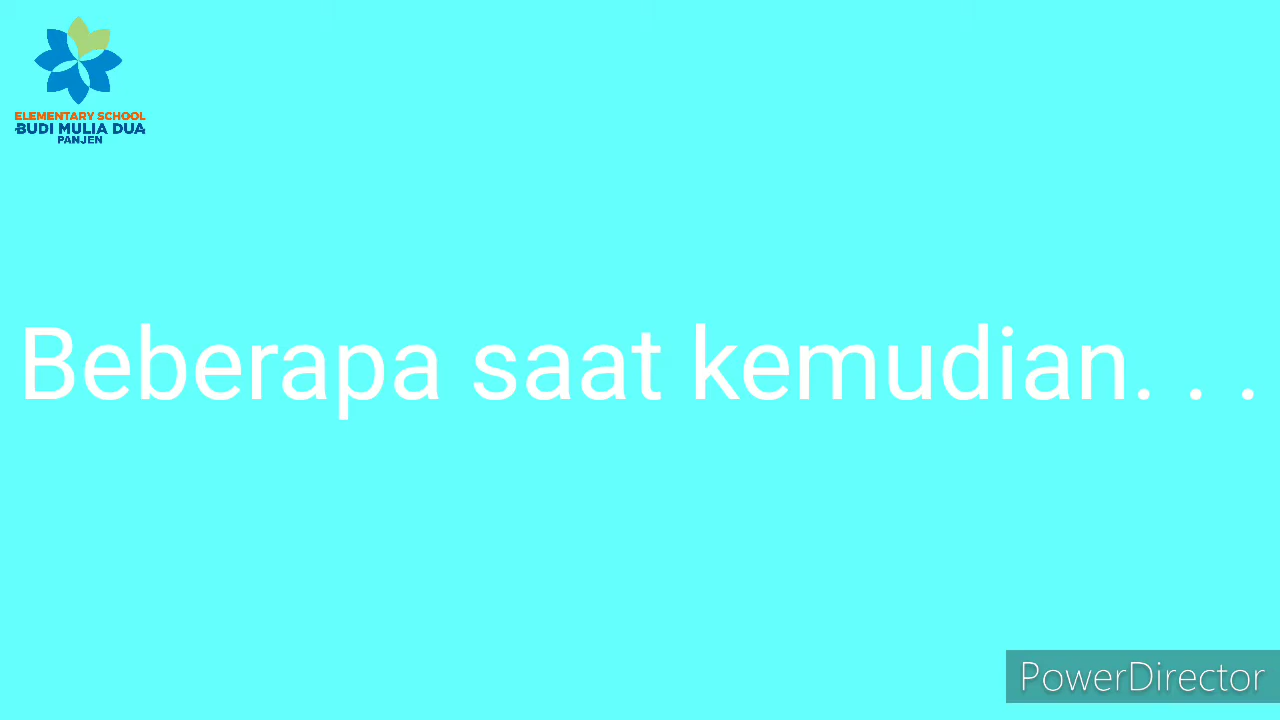 ELEMENTARY SCHOOL
BUDI MULIA DUA
PANJEN
Beberapa saat kemudian. . .
PowerDirector